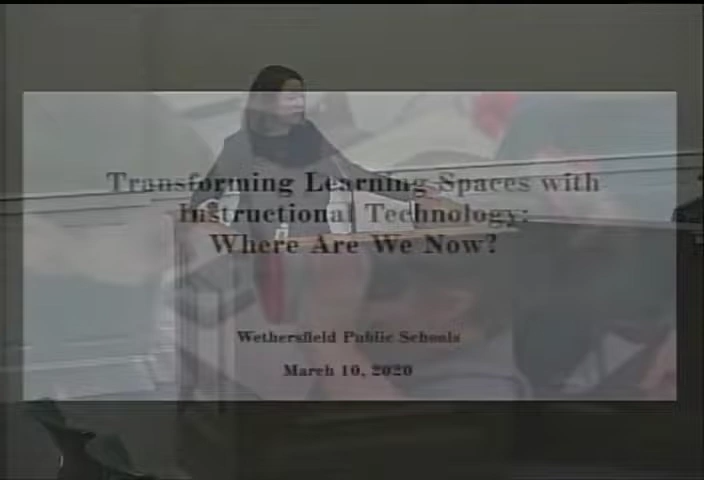 Transforming Learning Spaces with
Instructional Technology:
Where Are We Now?
Wethersfield Public Schools
March 10, 2020